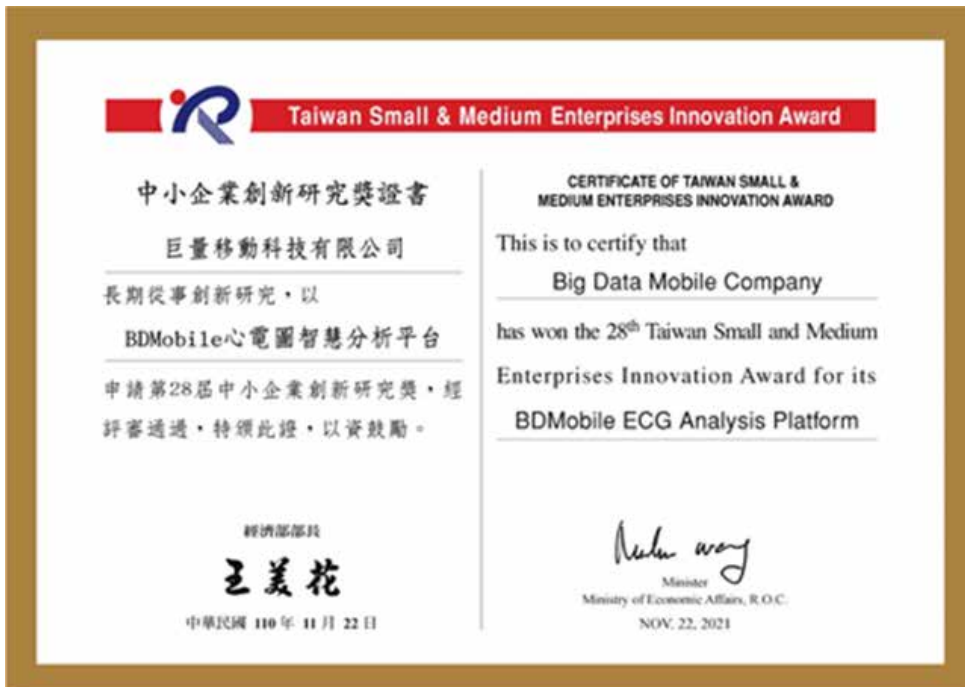 Taiwan Small & Medium Enterprises Innovation Award
中小企業創新研究獎證書
巨量移動科技有限公司
長期從事創新研究，以
BDMobile心電圖智慧分析平台
申請第28屆中小企業創新研究獎，經
評審通過，特頒此證，以資鼓勵。
經濟部部長
王美花
中華民國 110 年 11 月 22 日
CERTIFICATE OF TAIWAN SMALL &
MEDIUM ENTERPRISES INNOVATION AWARD
This is to certify that
Big Data Mobile Company
has won the 28th Taiwan Small and Medium
Enterprises Innovation Award for its
BDMobile ECG Analysis Platform
Minister
Ministry of Economic Affairs, R.O.C.
NOV. 22, 2021